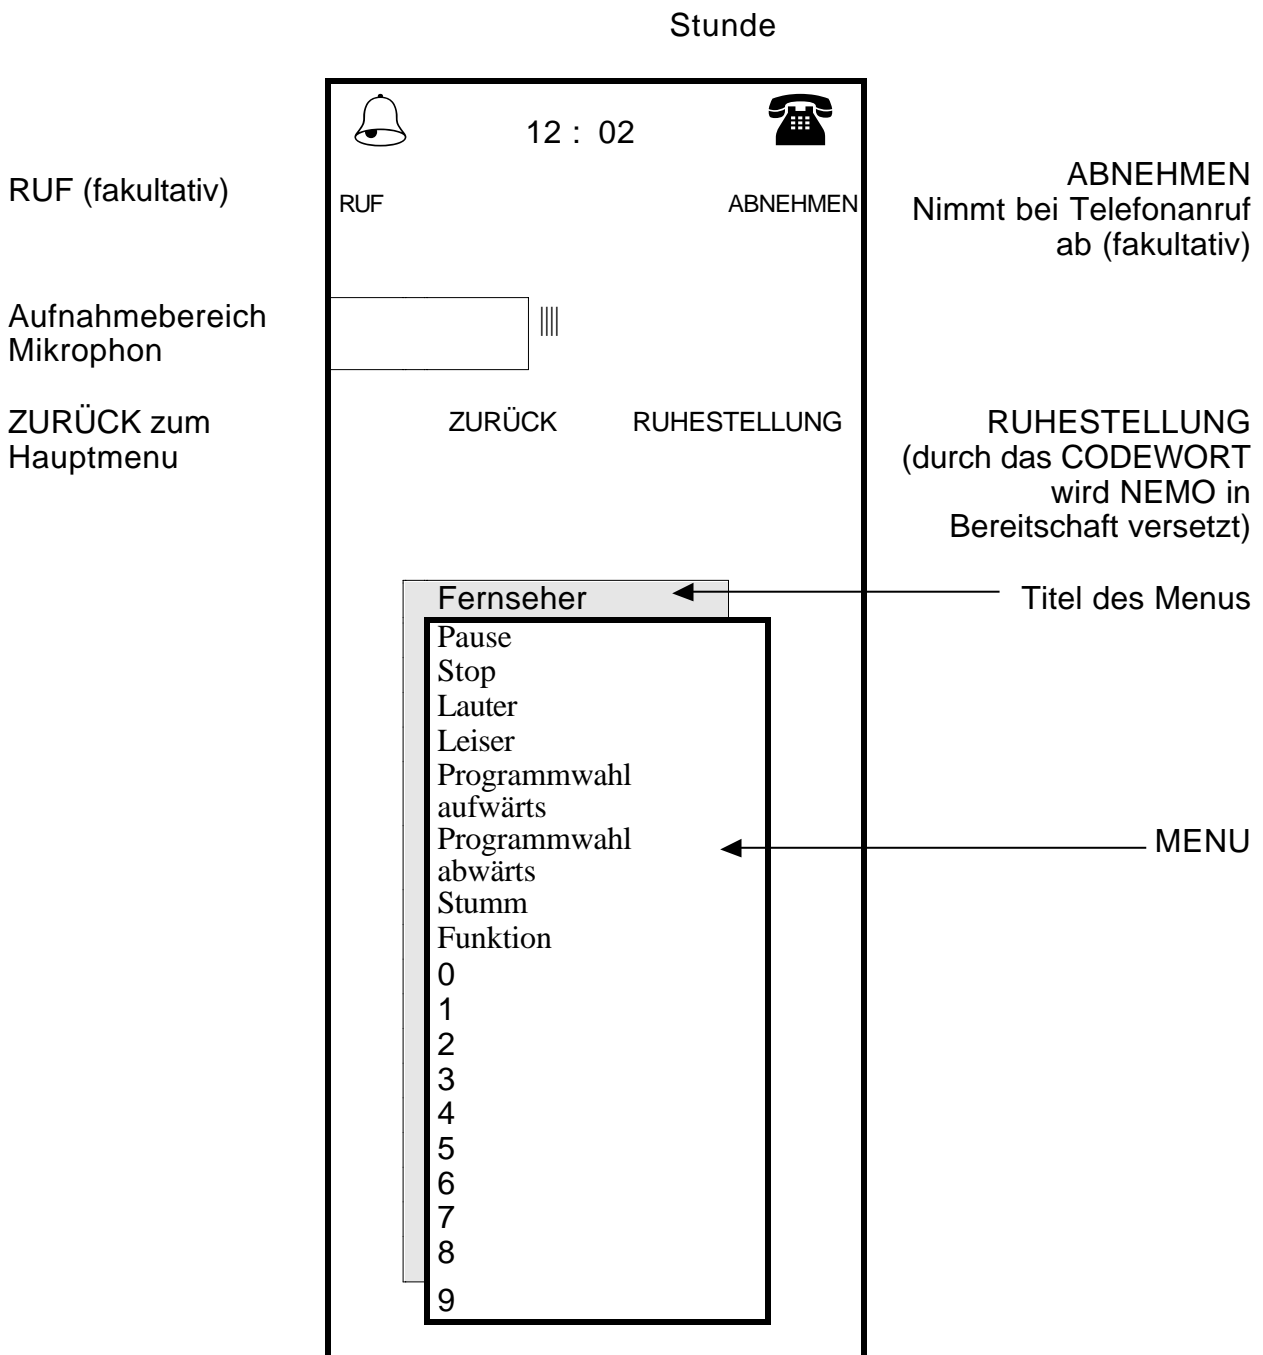 Stunde
12 : 02
RUF (fakultativ)
RUF
ABNEHMEN
ABNEHMEN
Nimmt bei Telefonanruf
ab (fakultativ)
Aufnahmebereich
Mikrophon
ZURÜCK zum
Hauptmenu
ZURÜCK
RUHESTELLUNG
RUHESTELLUNG
(durch das CODEWORT
wird NEMO in
Bereitschaft versetzt)
Fernseher
Titel des Menus
Pause
Stop
Lauter
Leiser
Programmwahl
aufwärts
Programmwahl
abwärts
MENU
Stumm
Funktion
0
1
2
3
4
5
6
7
8
9